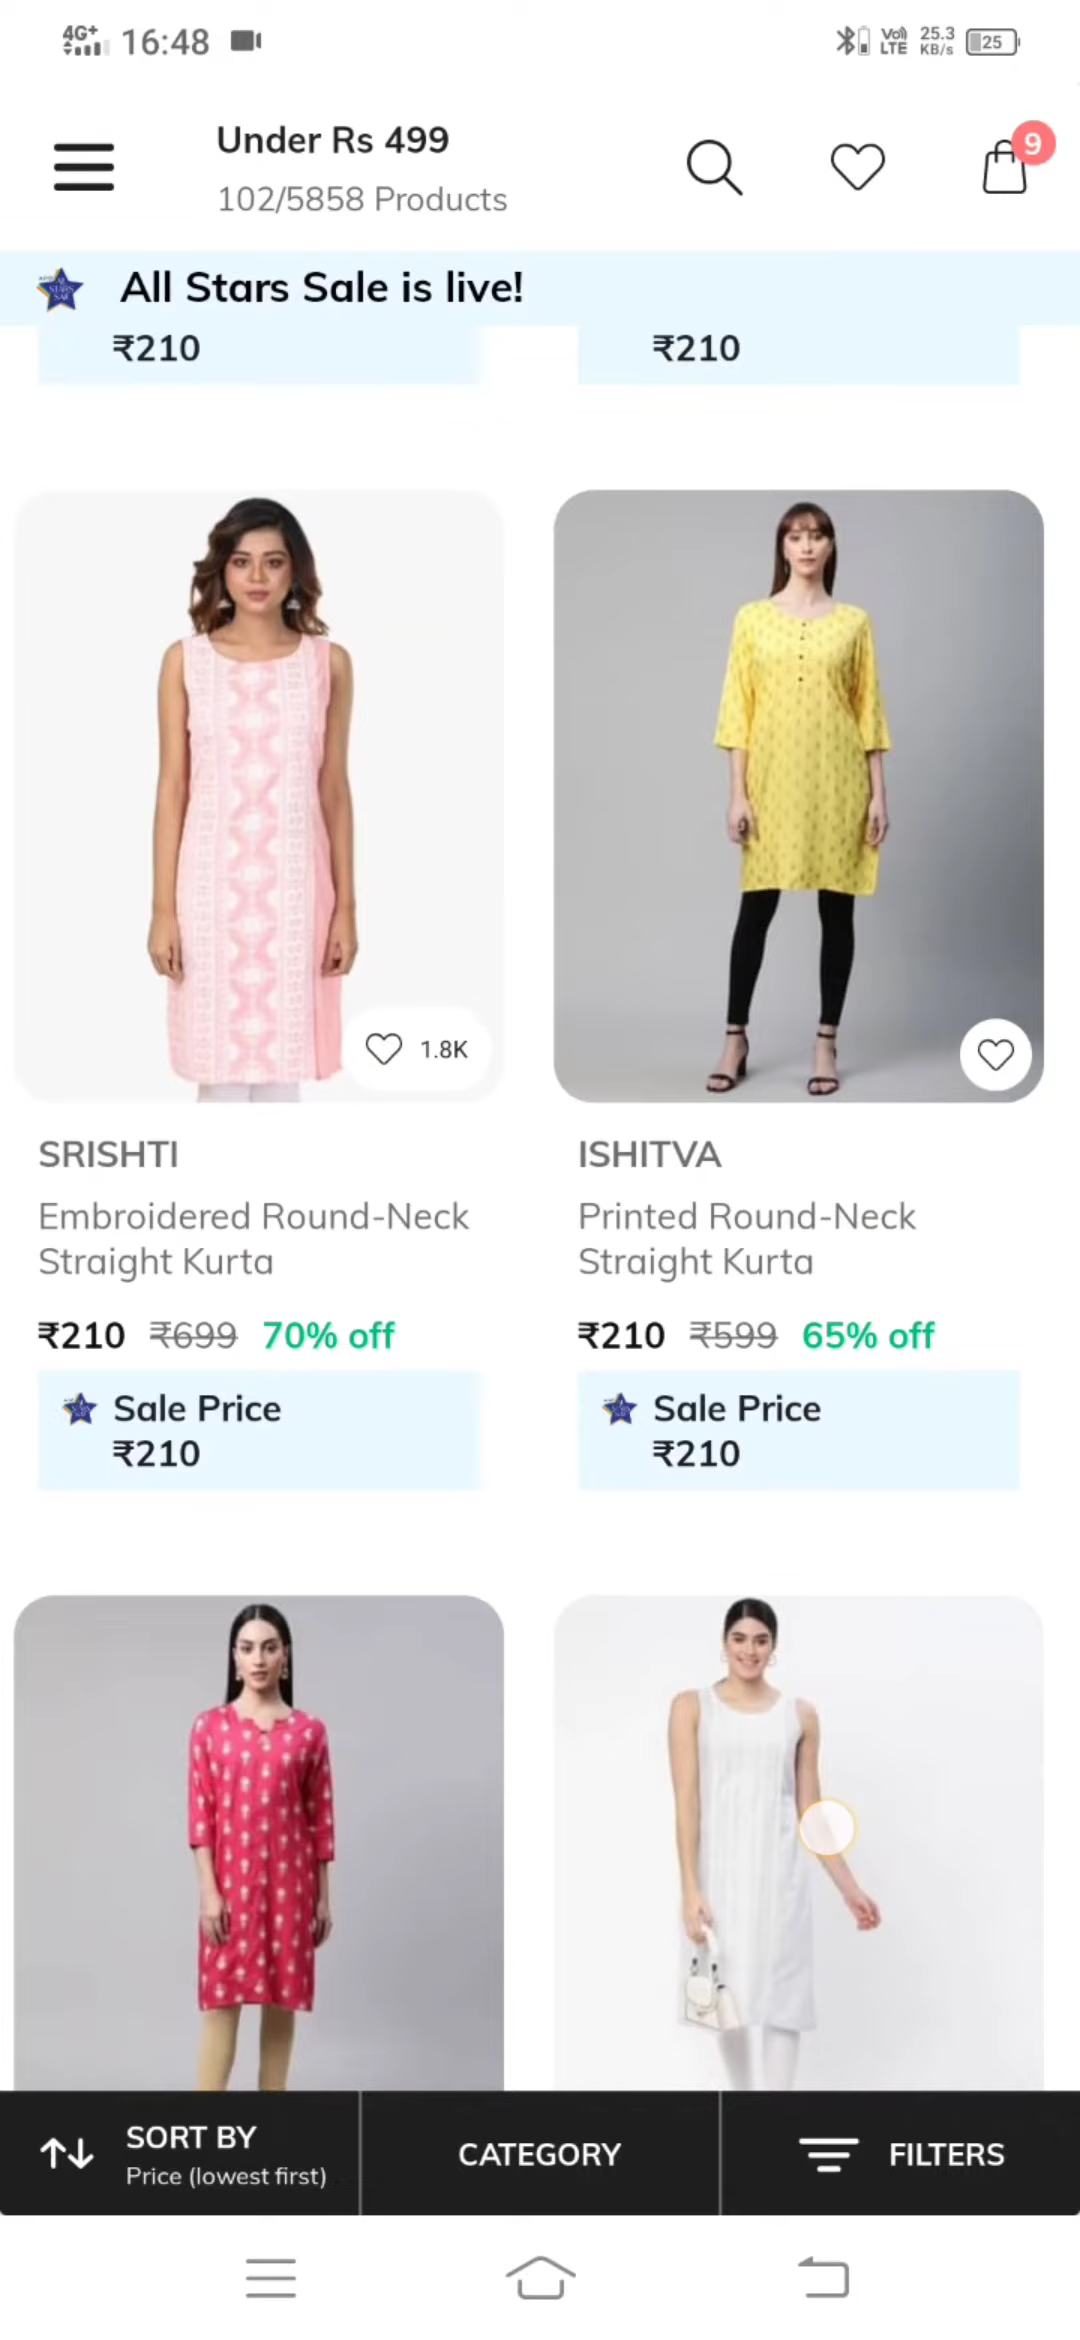 4G+ 16:48 Vo) LTE 25.3 KB/s 25
Under Rs 499
102/5858 Products
9
All Stars Sale is live!
₹210 ₹210
1.8K
SRISHTI
Embroidered Round-Neck
Straight Kurta
₹210 ₹699 70% off
Sale Price
₹210
ISHITVA
Printed Round-Neck
Straight Kurta
₹210 ₹599 65% off
Sale Price
₹210
SORT BY
Price (lowest first)
CATEGORY
FILTERS